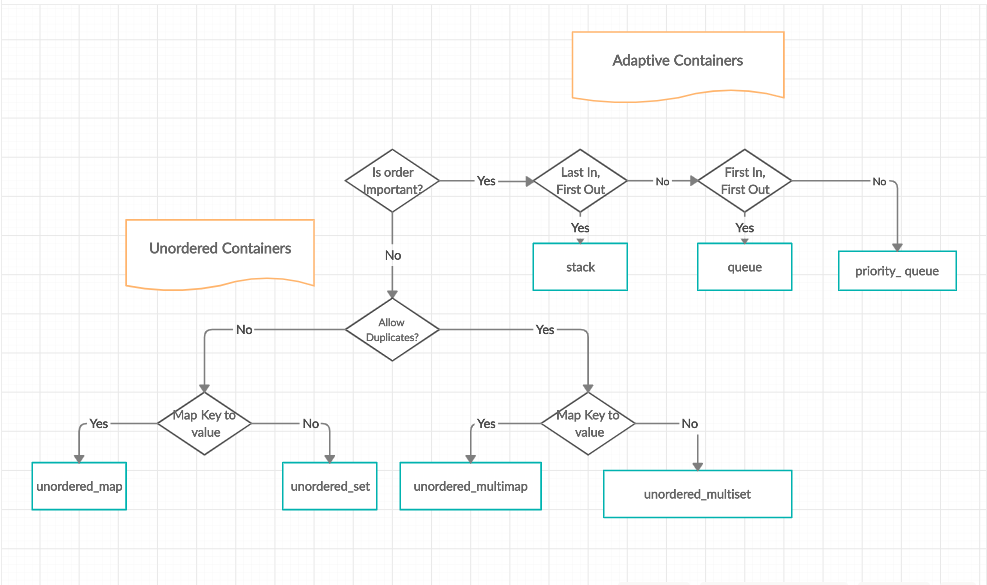 Adaptive Containers
Is order
Important?
Yes
Last In,
First Out
No
First In,
First Out
No
Yes
Yes
Unordered Containers
No
stack
queue
priority_ queue
Allow
Duplicates?
No
Yes
Map Key to
value
Map Key to
value
Yes
No
Yes
No
unordered_map
unordered_set
unordered_multimap
unordered_multiset